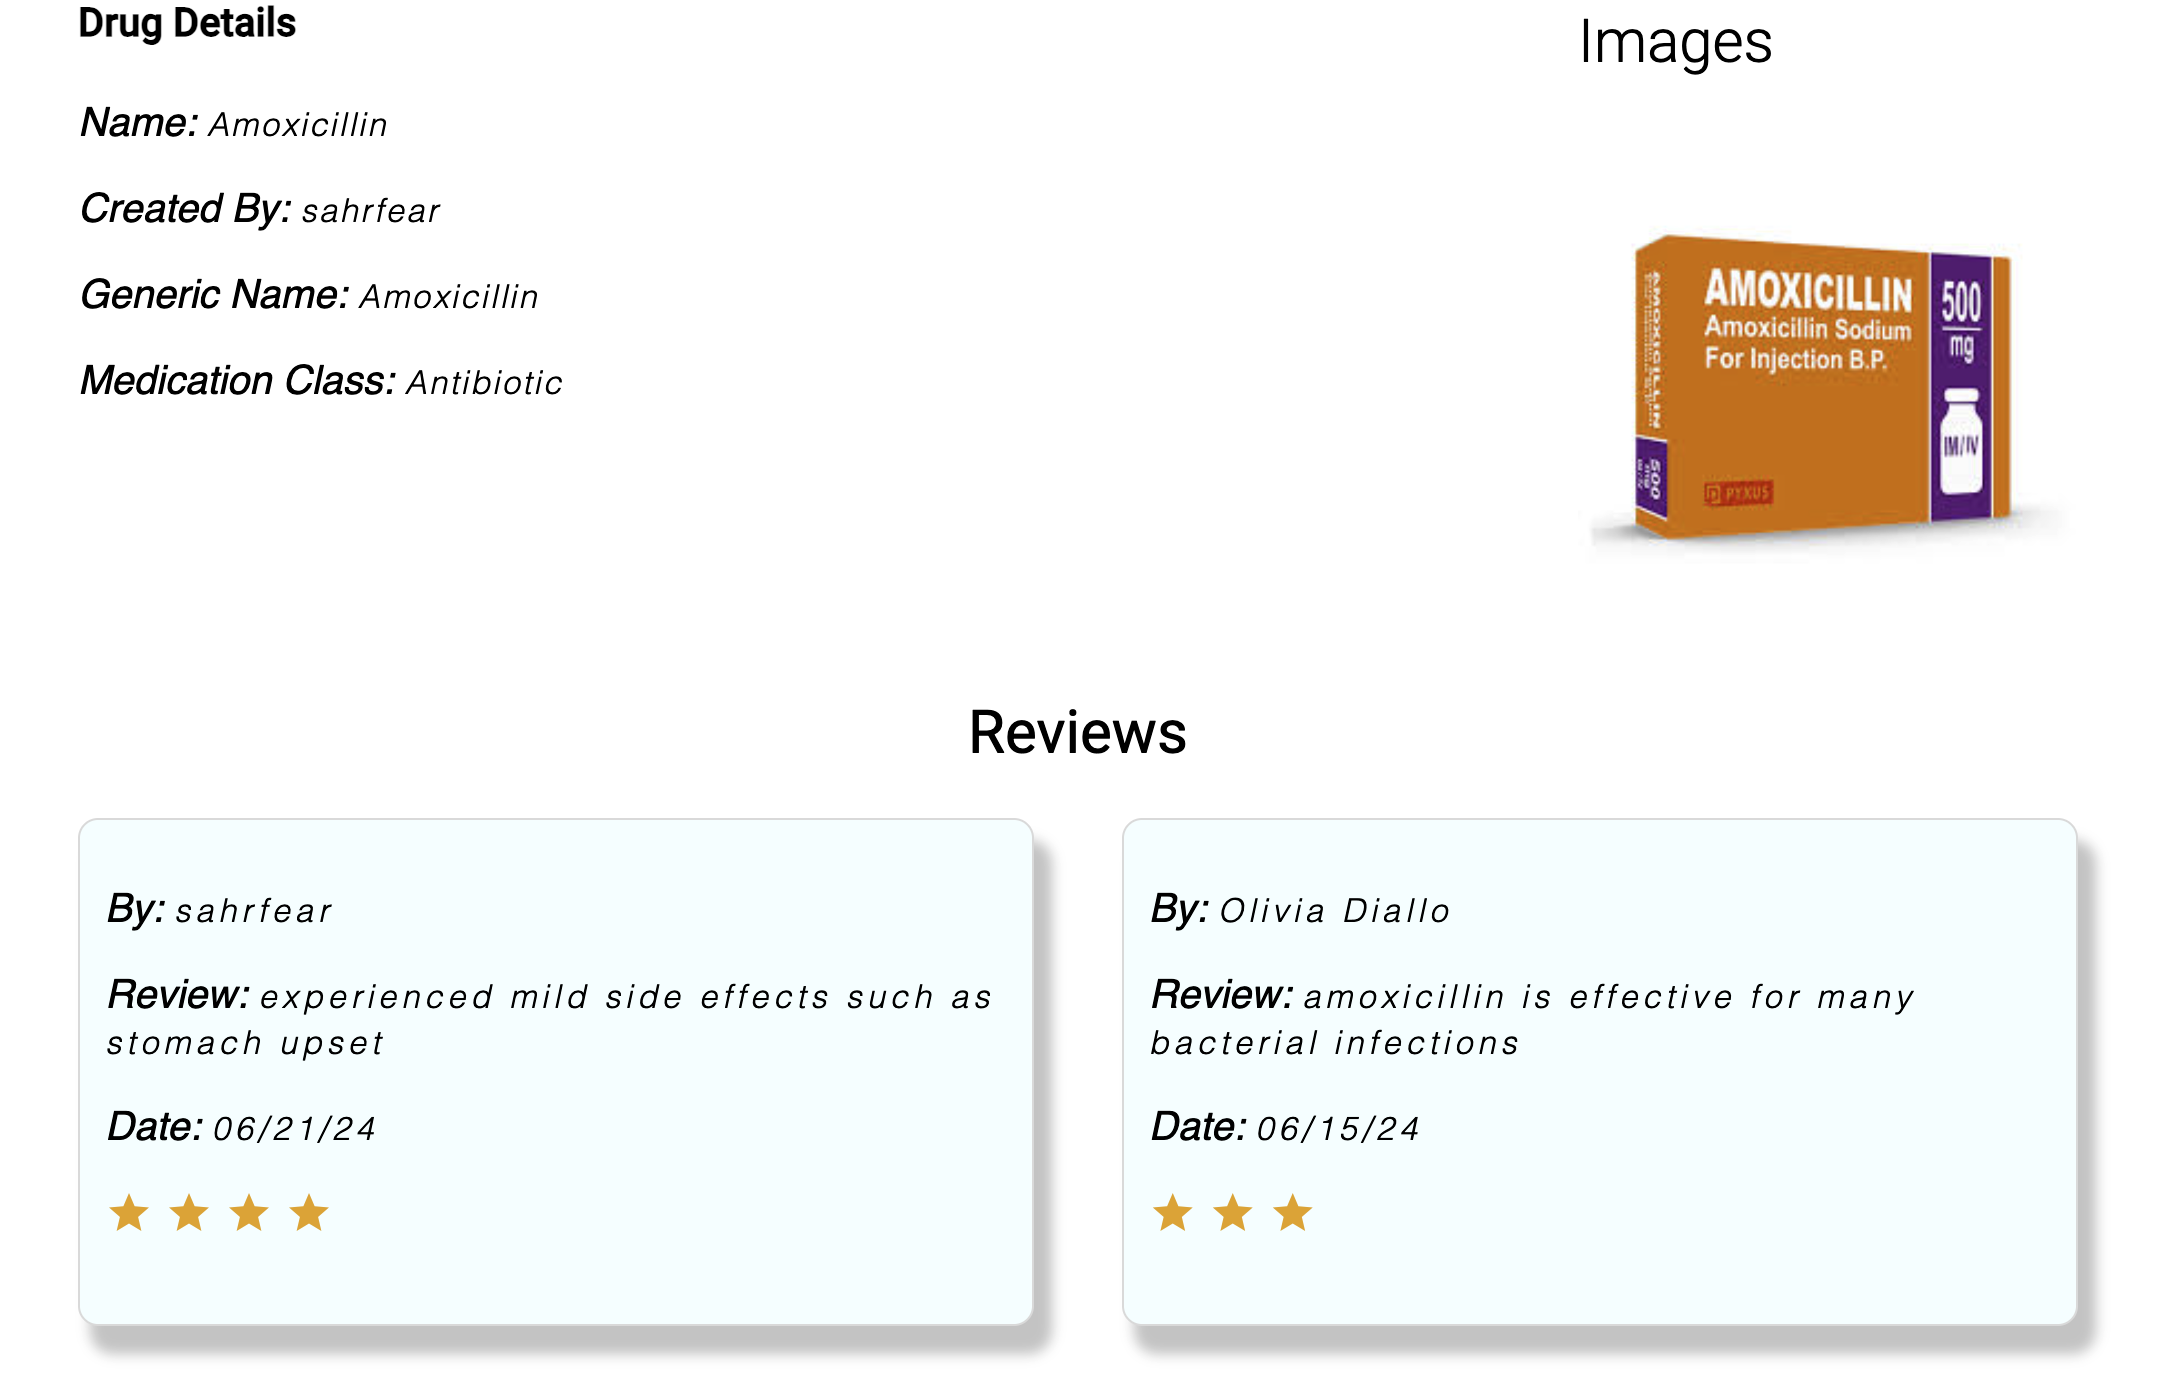 Drug Details
Images
Name: Amoxicillin
Created By: sahrfear
Generic Name: Amoxicillin
Medication Class: Antibiotic
AMOXICILLIN
Amoxicillin Sodium
For Injection B.P.
500
mg
IM/IV
PYXUS
AMOXICILLIN
500
mg
Reviews
By: sahrfear
Review: experienced mild side effects such as
stomach upset
Date: 06/21/24
By: Olivia Diallo
Review: amoxicillin is effective for many
bacterial infections
Date: 06/15/24